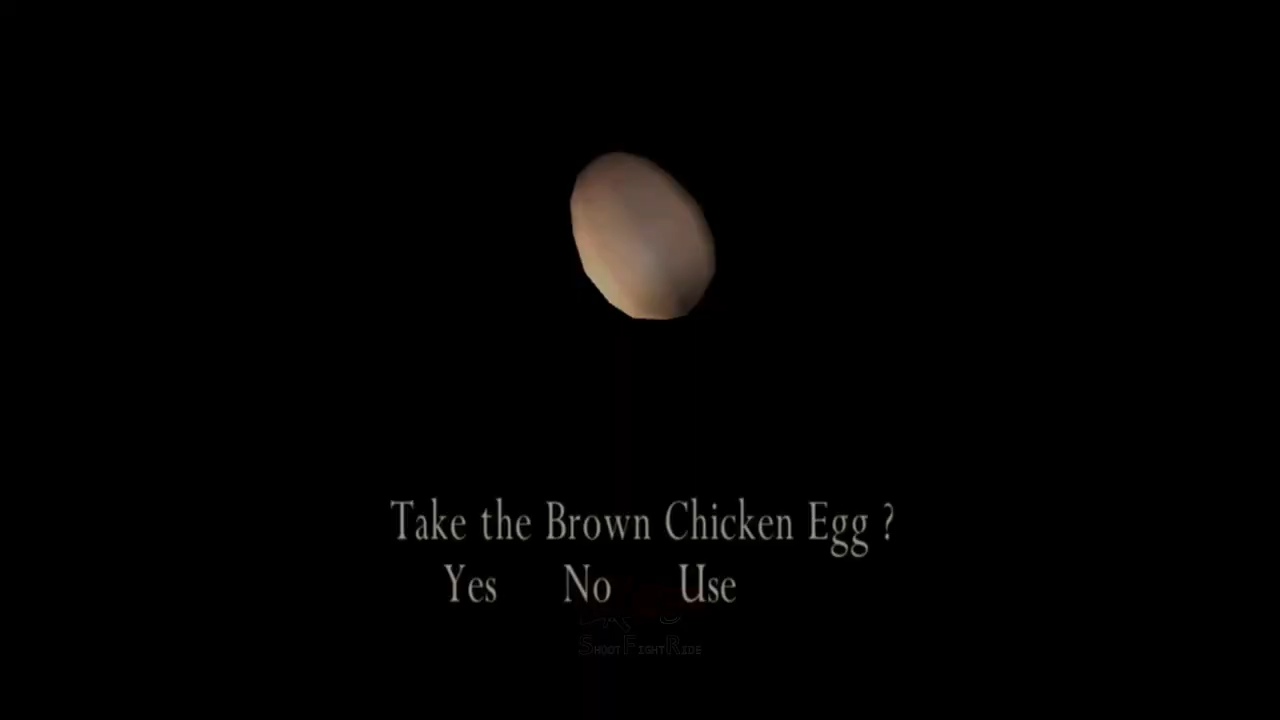 Take the Brown Chicken Egg ?
Yes No Use
ShootFightRide